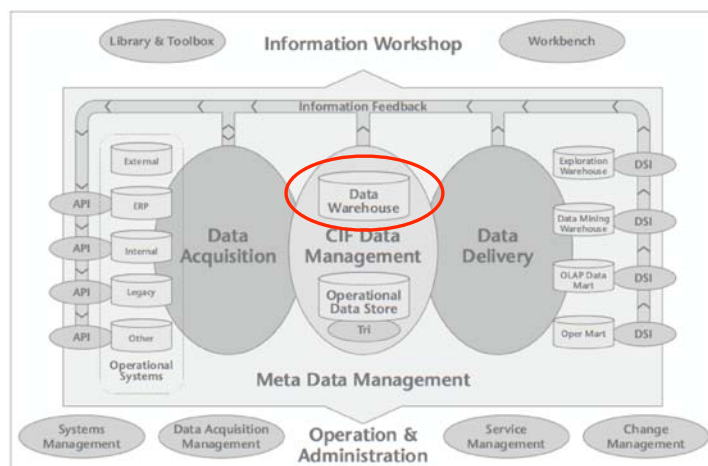 Library & Toolbox
Information Workshop
Workbench
Information Feedback
External
ERP
Internal
Legacy
Other
Operational
Systems
API
API
API
API
Data
Acquisition
Data
Warehouse
CIF Data
Management
Operational
Data Store
Tri
Data
Delivery
Exploration
Warehouse
Data Mining
Warehouse
OLAP Data
Mart
Oper Mart
DSI
DSI
DSI
DSI
Meta Data Management
Systems
Management
Data Acquisition
Management
Operation &
Administration
Service
Management
Change
Management